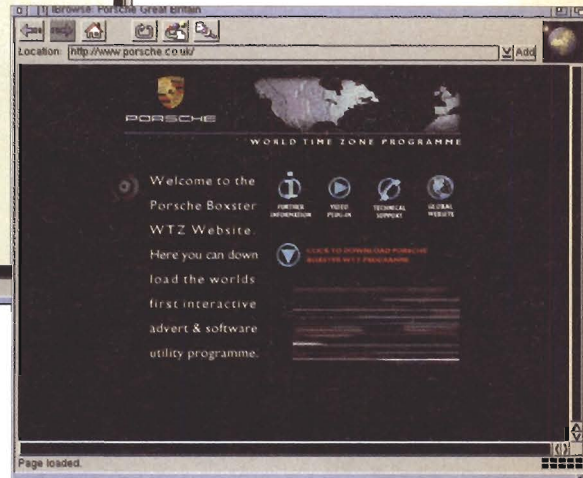 IBrowse: Porsche Great Britain
Location: http://www.porsche.co.uk/
Add
PORSCHE
WORLD TIME ZONE PROGRAMME
Welcome to the
Porsche Boxster
WTZ Website.
Here you can down
load the worlds
first interactive
advert & software
utility programme.
FURTHER
INFORMATION
VIDEO
PLUG-IN
TECHNICAL
SUPPORT
GLOBAL
WEBSITE
CLICK TO DOWNLOAD PORSCHE
BOXSTER WTZ PROGRAMME
Page loaded.